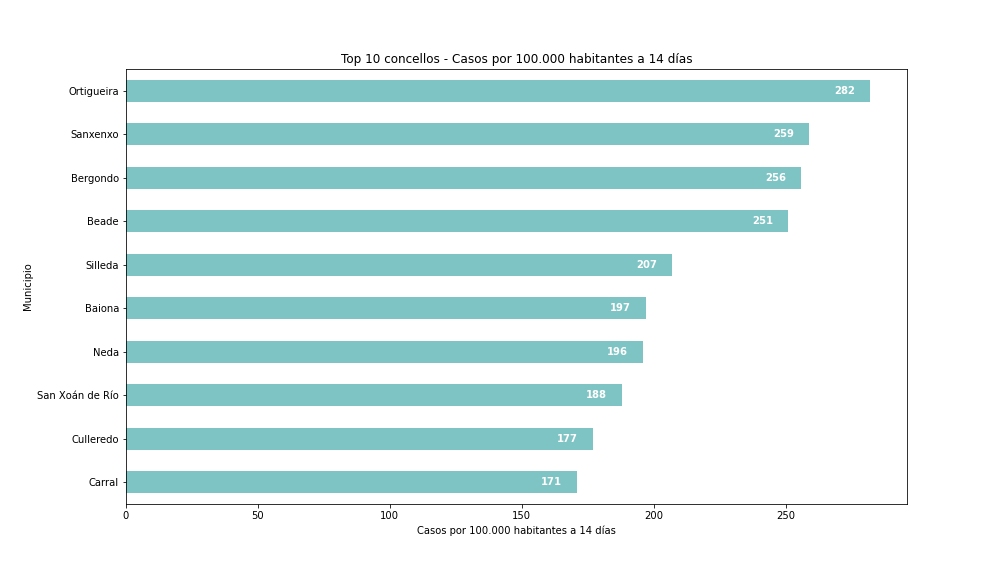 Top 10 concellos - Casos por 100.000 habitantes a 14 días
Municipio
Ortigueira 282
Sanxenxo 259
Bergondo 256
Beade 251
Silleda 207
Baiona 197
Neda 196
San Xoán de Río 188
Culleredo 177
Carral 171
0 50 100 150 200 250
Casos por 100.000 habitantes a 14 días